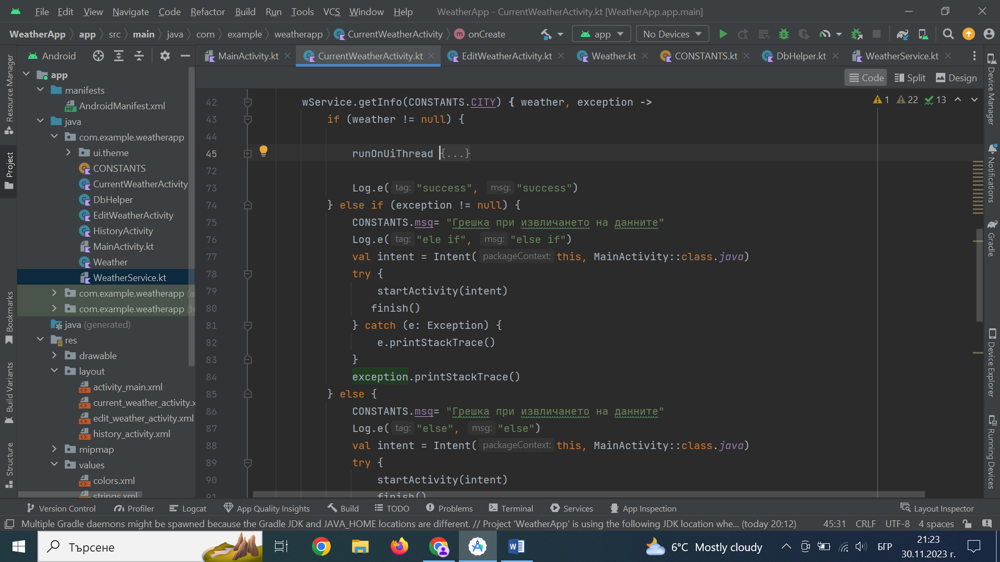 File Edit View Navigate Code Refactor Build Run Tools VCS Window Help WeatherApp - CurrentWeatherActivity.kt [WeatherApp.app.main]
WeatherApp app src main java com example weatherapp CurrentWeatherActivity onCreate app No Devices
Android MainActivity.kt CurrentWeatherActivity.kt EditWeatherActivity.kt Weather.kt CONSTANTS.kt DbHelper.kt WeatherService.kt
Code Split Design
1 22 13
Resource Manager
Project
Bookmarks
Build Variants
Structure
app
manifests
AndroidManifest.xml
java
com.example.weatherapp
ui.theme
CONSTANTS
CurrentWeatherActivity
DbHelper
EditWeatherActivity
HistoryActivity
MainActivity.kt
Weather
WeatherService.kt
com.example.weatherapp (a
com.example.weatherapp (te
java (generated)
res
drawable
layout
activity_main.xml
current_weather_activity.x
edit_weather_activity.xml
history_activity.xml
mipmap
values
colors.xml
strings.xml
42 wService.getInfo(CONSTANTS.CITY) { weather, exception ->
43 if (weather != null) {
44
45 runOnUiThread {...}
72
73 Log.e( tag: "success", msg: "success")
74 } else if (exception != null) {
75 CONSTANTS.msg= "Грешка при извличането на данните"
76 Log.e( tag: "ele if", msg: "else if")
77 val intent = Intent( packageContext: this, MainActivity::class.java)
78 try {
79 startActivity(intent)
80 finish()
81 } catch (e: Exception) {
82 e.printStackTrace()
83 }
84 exception.printStackTrace()
85 } else {
86 CONSTANTS.msg= "Грешка при извличането на данните"
87 Log.e( tag: "else", msg: "else")
88 val intent = Intent( packageContext: this, MainActivity::class.java)
89 try {
90 startActivity(intent)
91 finish()
Device Manager
Notifications
Gradle
Device Explorer
Running Devices
Version Control Profiler Logcat App Quality Insights Build TODO Problems Terminal Services App Inspection Layout Inspector
Multiple Gradle daemons might be spawned because the Gradle JDK and JAVA_HOME locations are different. // Project 'WeatherApp' is using the following JDK location whe... (today 20:12) 45:31 CRLF UTF-8 4 spaces
Търсене 6°C Mostly cloudy БГР 21:23
30.11.2023 г.